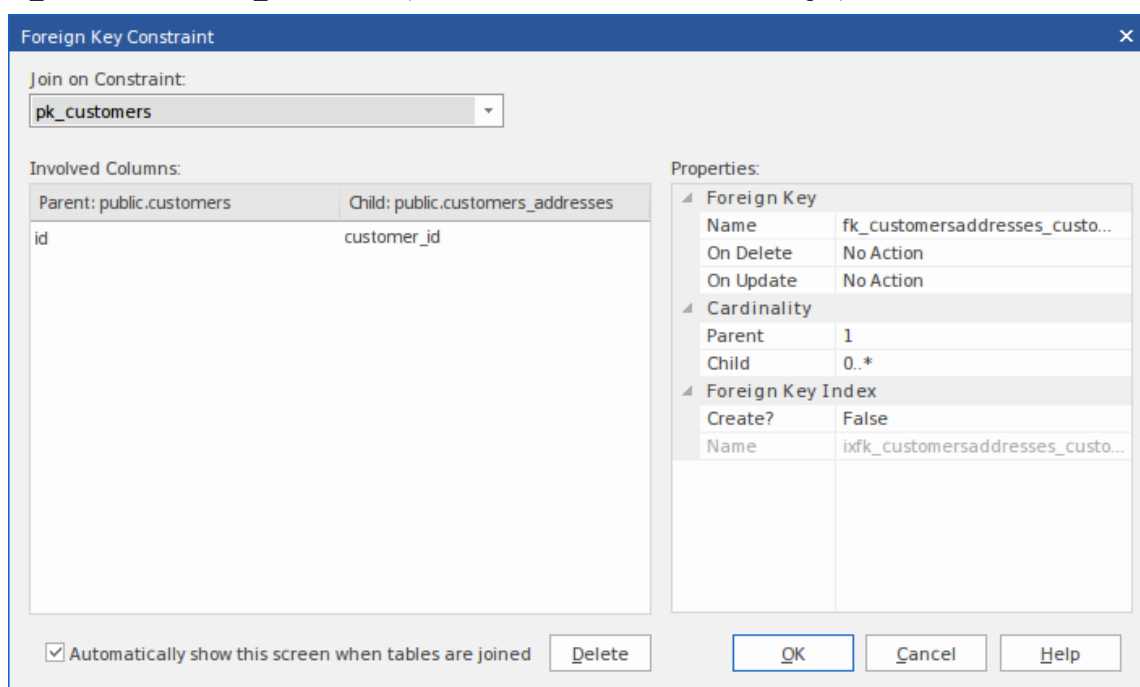 Foreign Key Constraint
Join on Constraint:
pk_customers
Involved Columns:
Parent: public.customers Child: public.customers_addresses
id customer_id
Properties:
Foreign Key
Name fk_customersaddresses_custo...
On Delete No Action
On Update No Action
Cardinality
Parent 1
Child 0..*
Foreign Key Index
Create? False
Name ixfk_customersaddresses_custo...
Automatically show this screen when tables are joined Delete OK Cancel Help